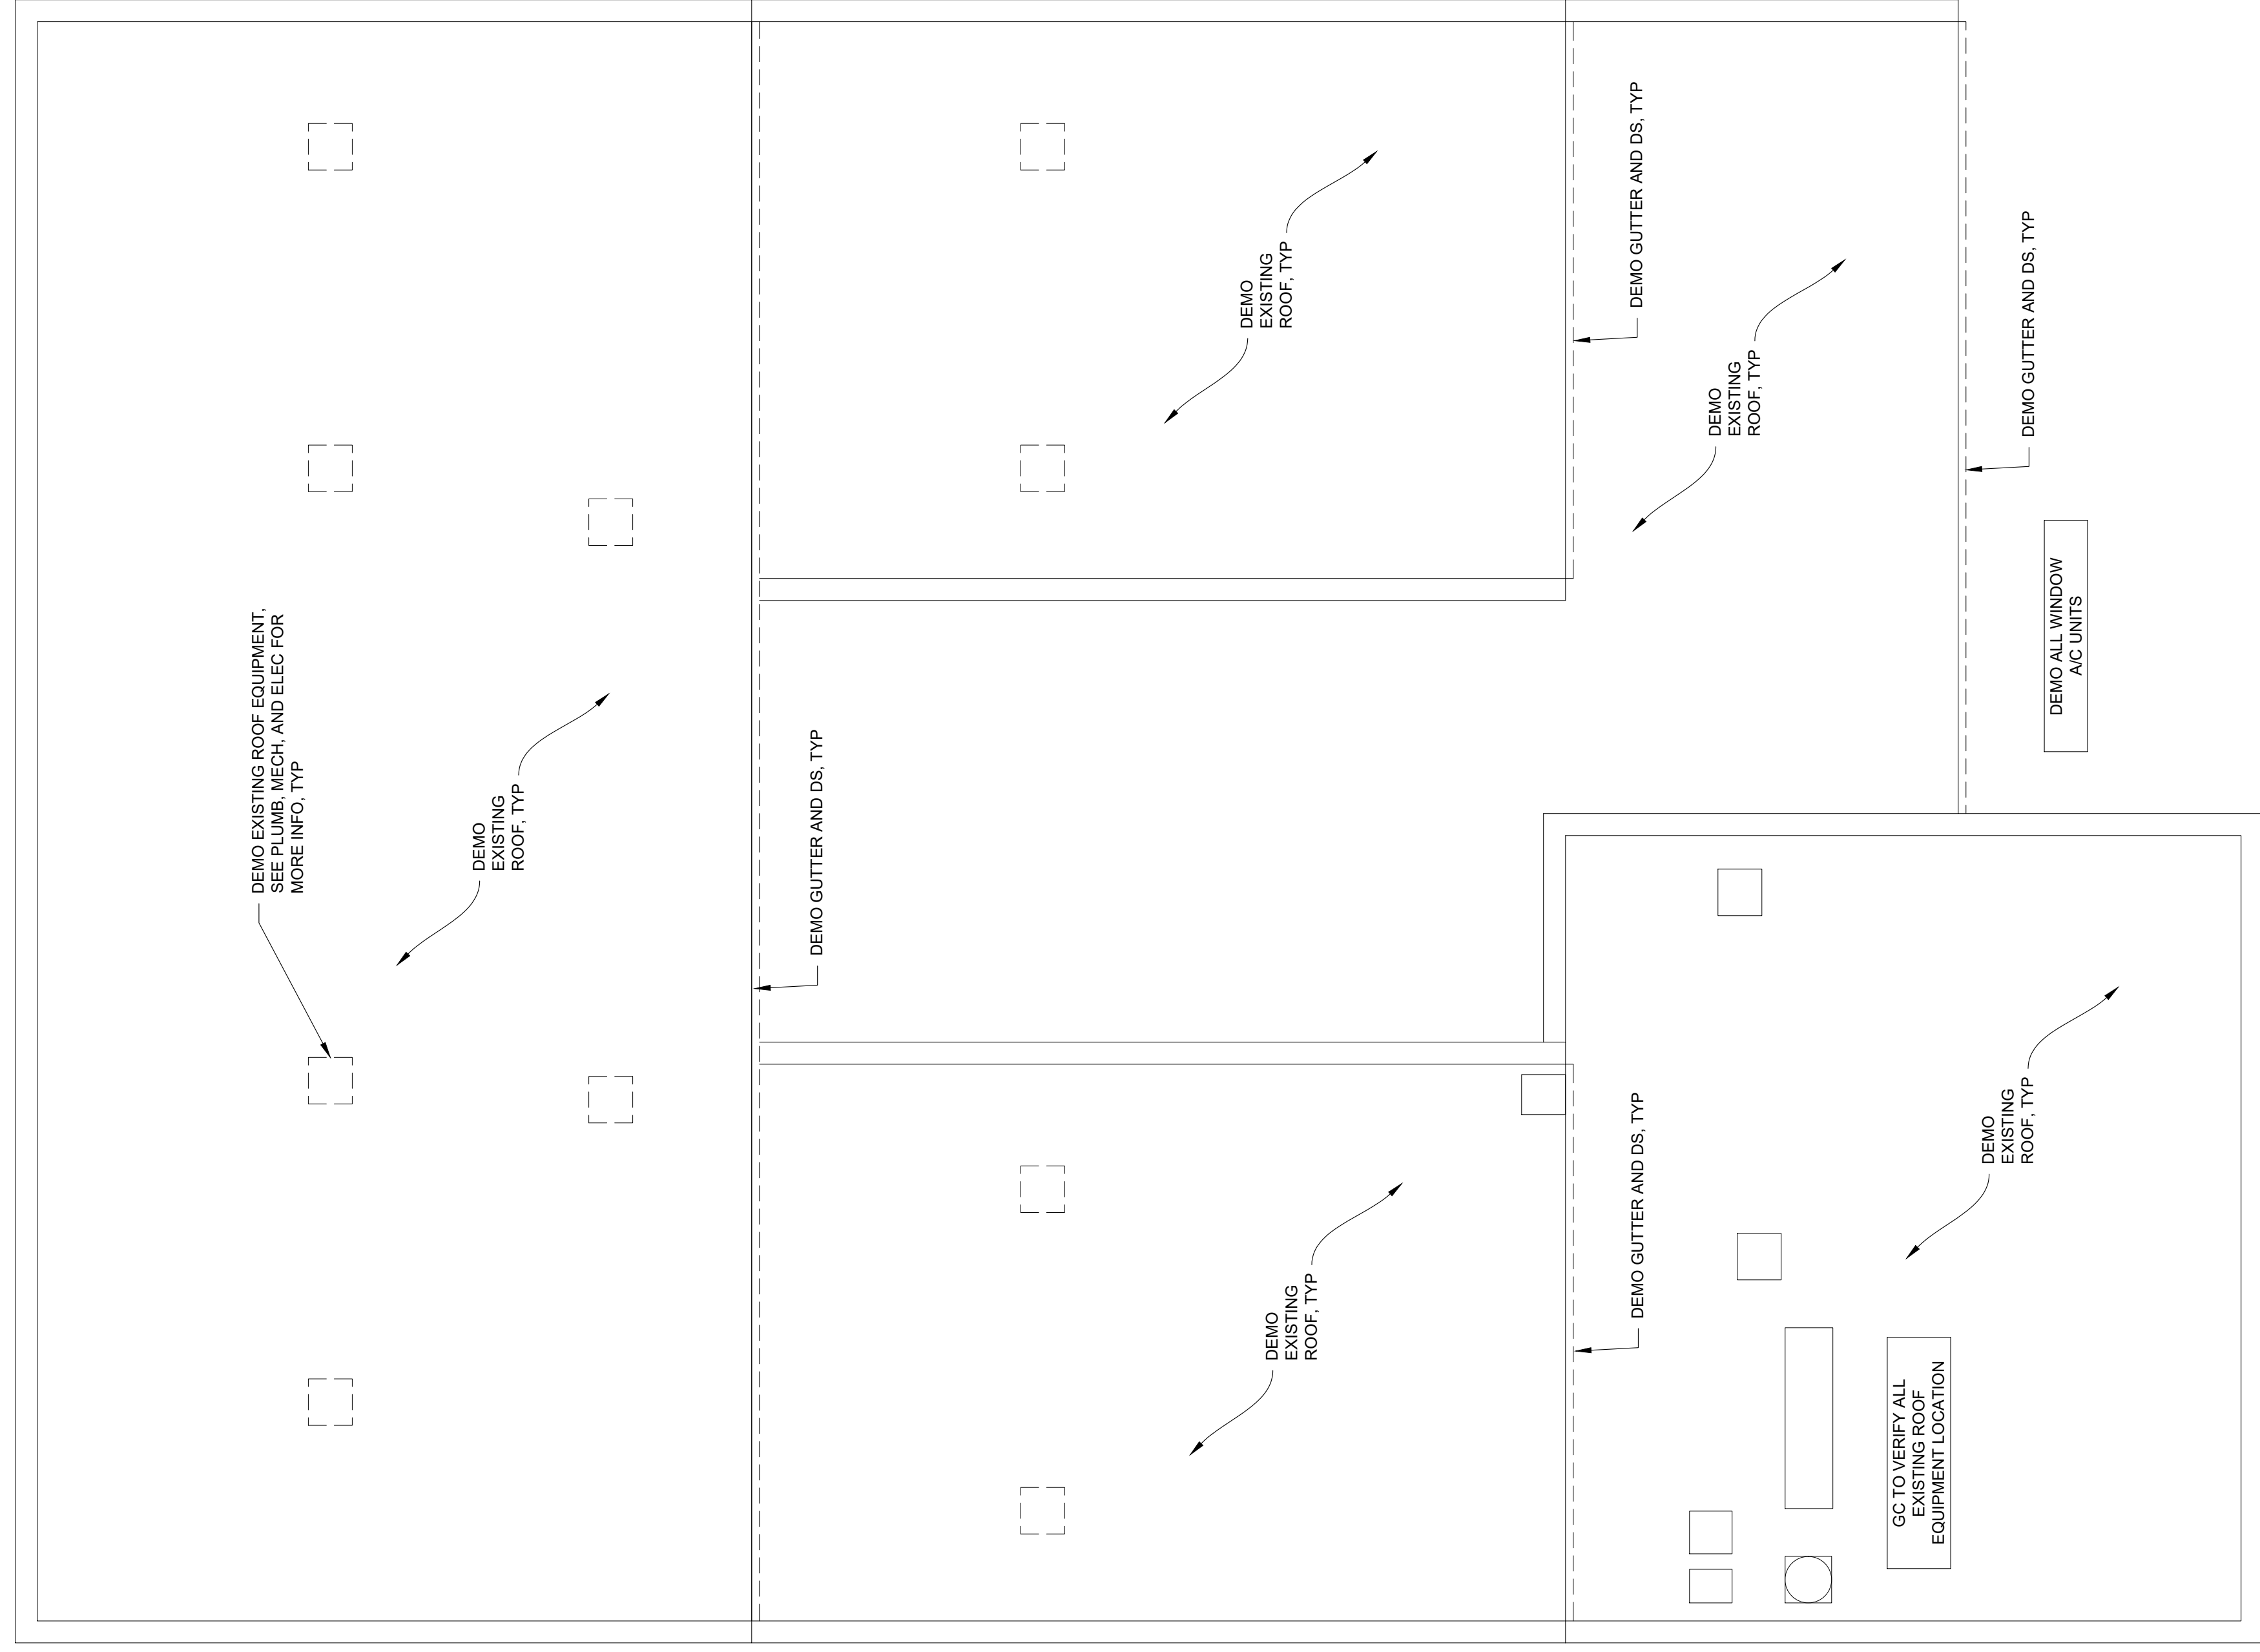 DEMO EXISTING ROOF EQUIPMENT,
SEE PLUMB, MECH, AND ELEC FOR
MORE INFO, TYP
DEMO
EXISTING
ROOF, TYP
DEMO GUTTER AND DS, TYP
DEMO
EXISTING
ROOF, TYP
DEMO
EXISTING
ROOF, TYP
DEMO GUTTER AND DS, TYP
DEMO GUTTER AND DS, TYP
DEMO
EXISTING
ROOF, TYP
GC TO VERIFY ALL
EXISTING ROOF
EQUIPMENT LOCATION
DEMO
EXISTING
ROOF, TYP
DEMO GUTTER AND DS, TYP
DEMO ALL WINDOW
A/C UNITS